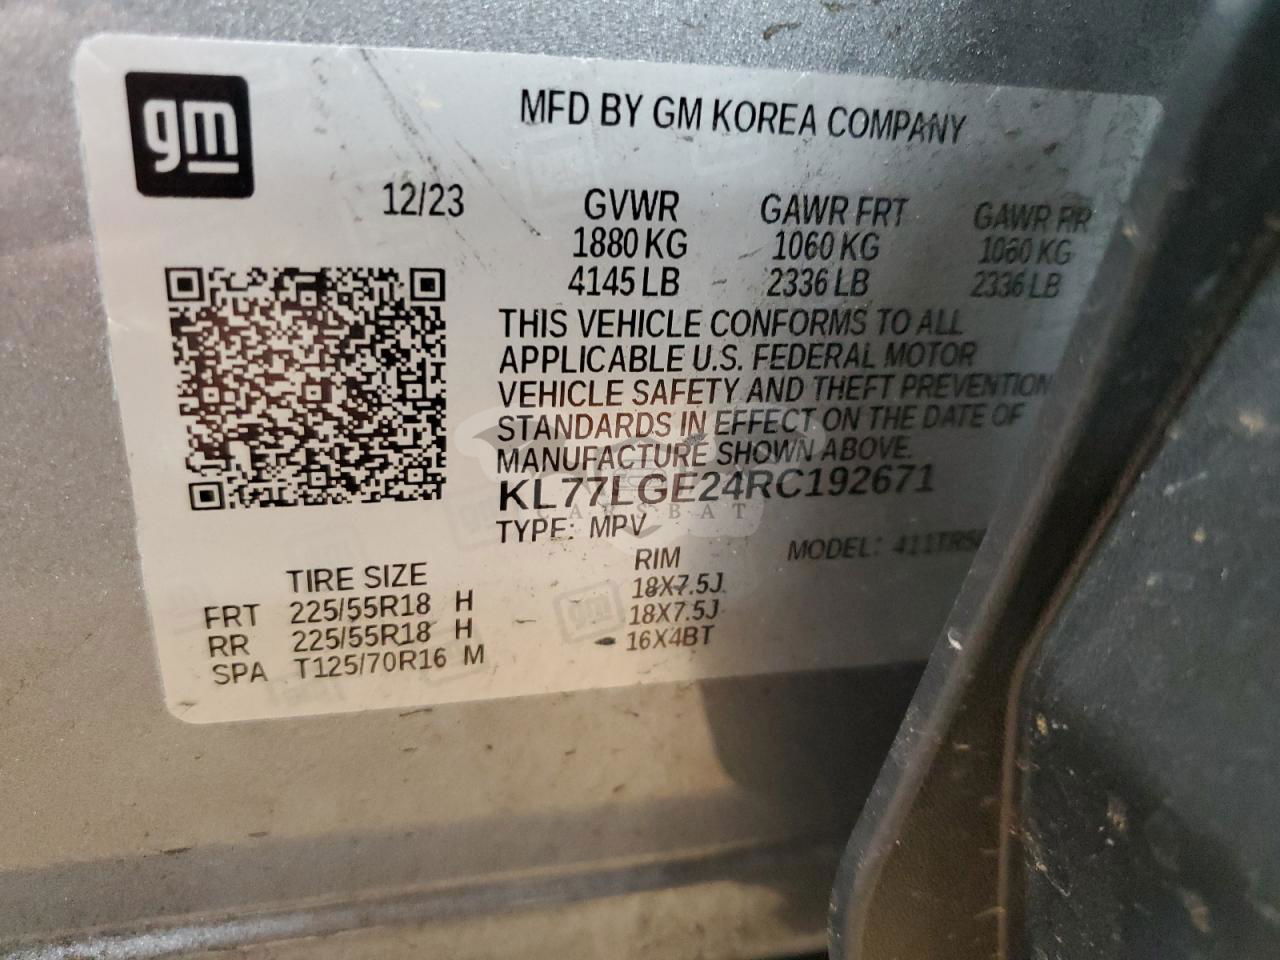 gm
MFD BY GM KOREA COMPANY
12/23
GVWR GAWR FRT GAWR RR
1880 KG 1060 KG 1060 KG
4145 LB 2336 LB 2336 LB
THIS VEHICLE CONFORMS TO ALL
APPLICABLE U.S. FEDERAL MOTOR
VEHICLE SAFETY AND THEFT PREVENTION
STANDARDS IN EFFECT ON THE DATE OF
MANUFACTURE SHOWN ABOVE.
KL77LGE24RC192671
CARSBAT
TYPE: MPV
MODEL:
TIRE SIZE RIM
FRT 225/55R18 H 18X7.5J
RR 225/55R18 H 18X7.5J
SPA T125/70R16 M 16X4BT
gm